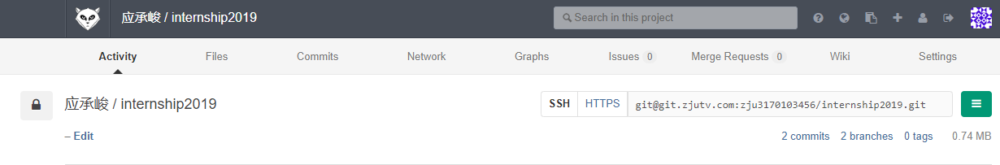 应承峻 / internship2019 Search in this project
Activity Files Commits Network Graphs Issues 0 Merge Requests 0 Wiki Settings
应承峻 / internship2019 SSH HTTPS git@git.zjutv.com:zju3170103456/internship2019.git
– Edit 2 commits 2 branches 0 tags 0.74 MB